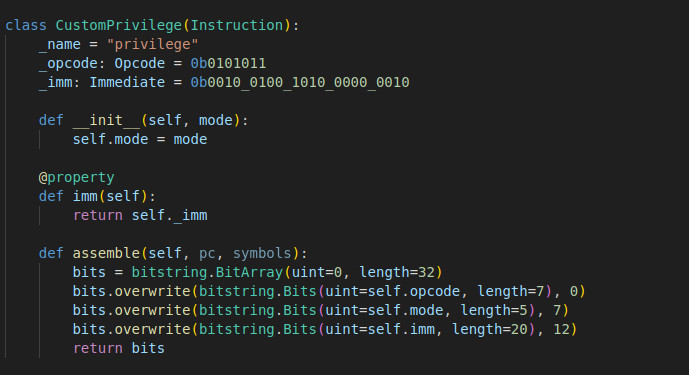 class CustomPrivilege(Instruction):
    _name = "privilege"
    _opcode: Opcode = 0b0101011
    _imm: Immediate = 0b0010_0100_1010_0000_0010

    def __init__(self, mode):
        self.mode = mode

    @property
    def imm(self):
        return self._imm

    def assemble(self, pc, symbols):
        bits = bitstring.BitArray(uint=0, length=32)
        bits.overwrite(bitstring.Bits(uint=self.opcode, length=7), 0)
        bits.overwrite(bitstring.Bits(uint=self.mode, length=5), 7)
        bits.overwrite(bitstring.Bits(uint=self.imm, length=20), 12)
        return bits